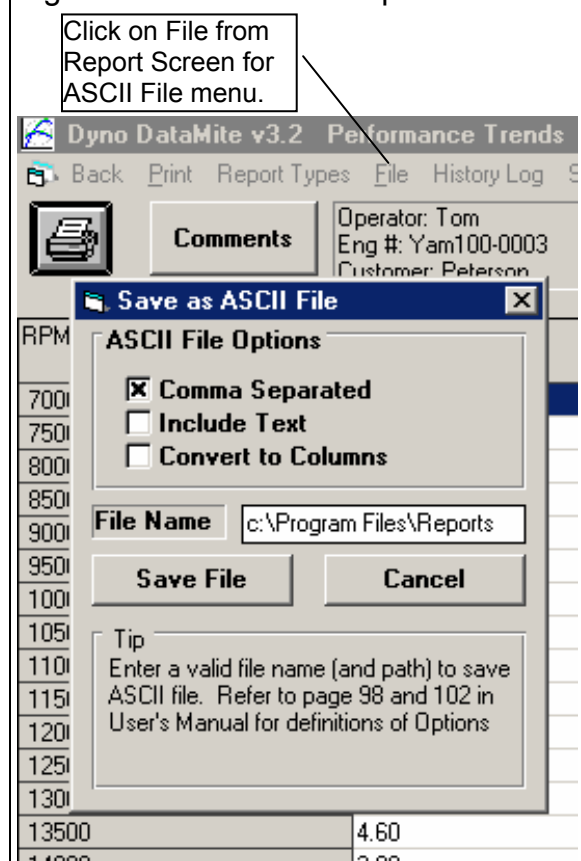 Click on File from
Report Screen for
ASCII File menu.
Dyno DataMite v3.2 Performance Trends
Back Print Report Types File History Log
Comments
Operator: Tom
Eng #: Yam100-0003
Customer: Peterson
Save as ASCII File
RPM
ASCII File Options
Comma Separated
Include Text
Convert to Columns
File Name c:\Program Files\Reports
Save File Cancel
Tip
Enter a valid file name (and path) to save
ASCII file. Refer to page 98 and 102 in
User's Manual for definitions of Options
13500 4.60